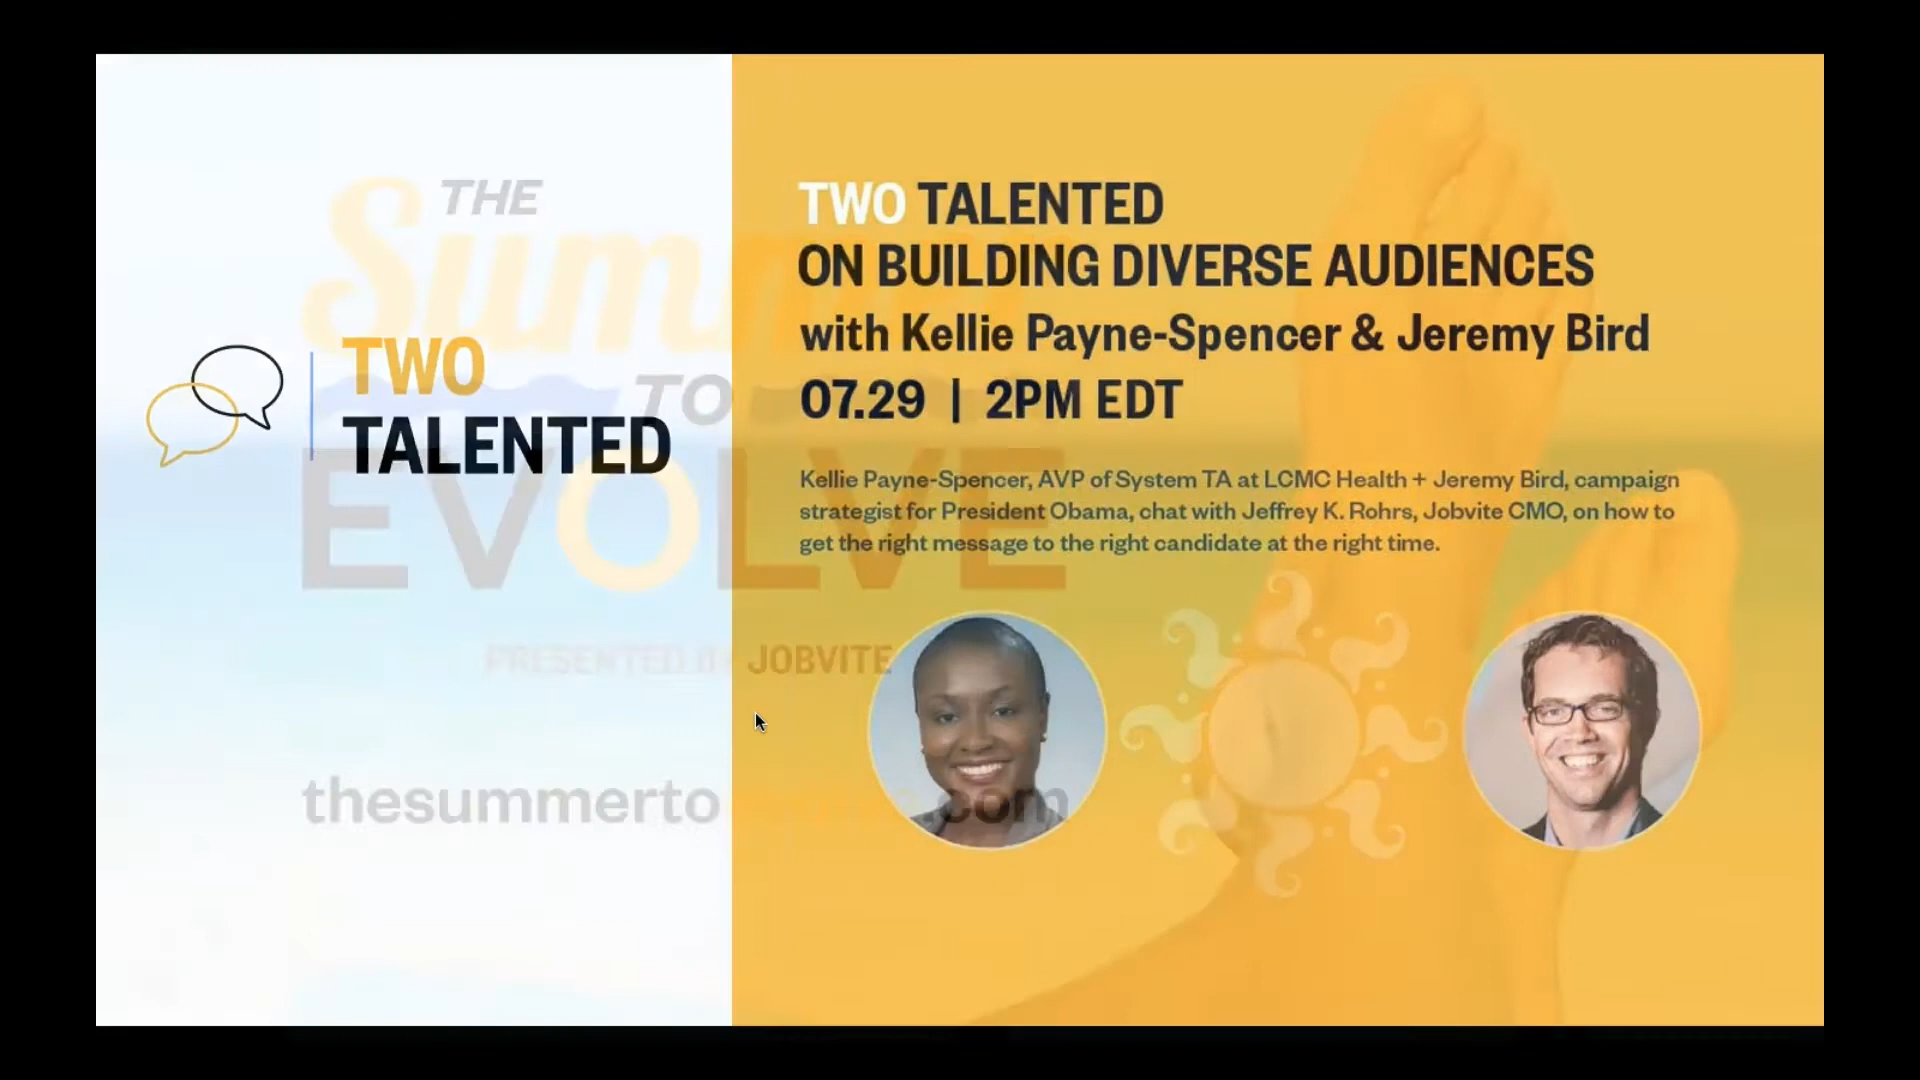 THE
Summer
TO
EVOLVE
PRESENTED BY JOBVITE
thesummerto
.com
TWO
TALENTED
TWO TALENTED
ON BUILDING DIVERSE AUDIENCES
with Kellie Payne-Spencer & Jeremy Bird
07.29 | 2PM EDT
Kellie Payne-Spencer, AVP of System TA at LCMC Health + Jeremy Bird, campaign
strategist for President Obama, chat with Jeffrey K. Rohrs, Jobvite CMO, on how to
get the right message to the right candidate at the right time.